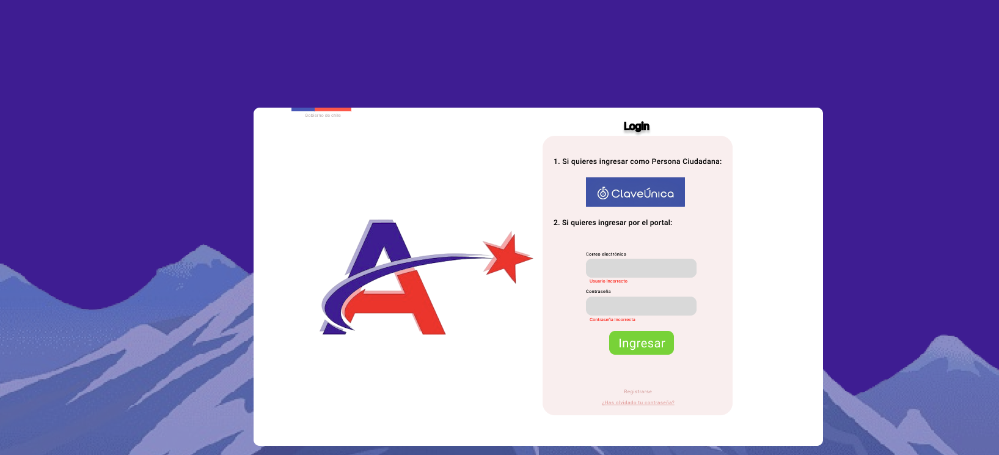 Gobierno de chile
Login
1. Si quieres ingresar como Persona Ciudadana:
ClaveÚnica
2. Si quieres ingresar por el portal:
Correo electrónico
Usuario Incorrecto
Contraseña
Contraseña Incorrecta
Ingresar
Registrarse
¿Has olvidado tu contraseña?